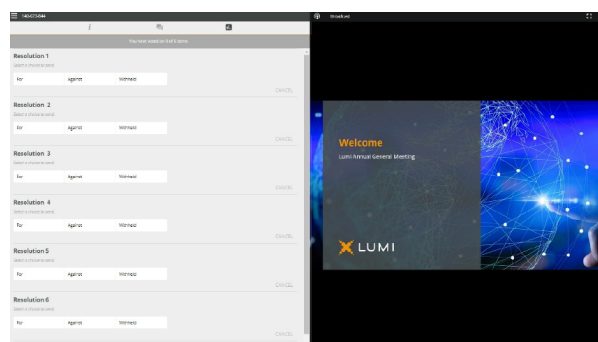 Broadcast
i
Resolution 1
For Against Withheld
CANCEL
Resolution 2
For Against Withheld
CANCEL
Resolution 3
For Against Withheld
CANCEL
Resolution 4
For Against Withheld
CANCEL
Resolution 5
For Against Withheld
CANCEL
Resolution 6
For Against Withheld
CANCEL
Welcome
Lumi Annual General Meeting
LUMI